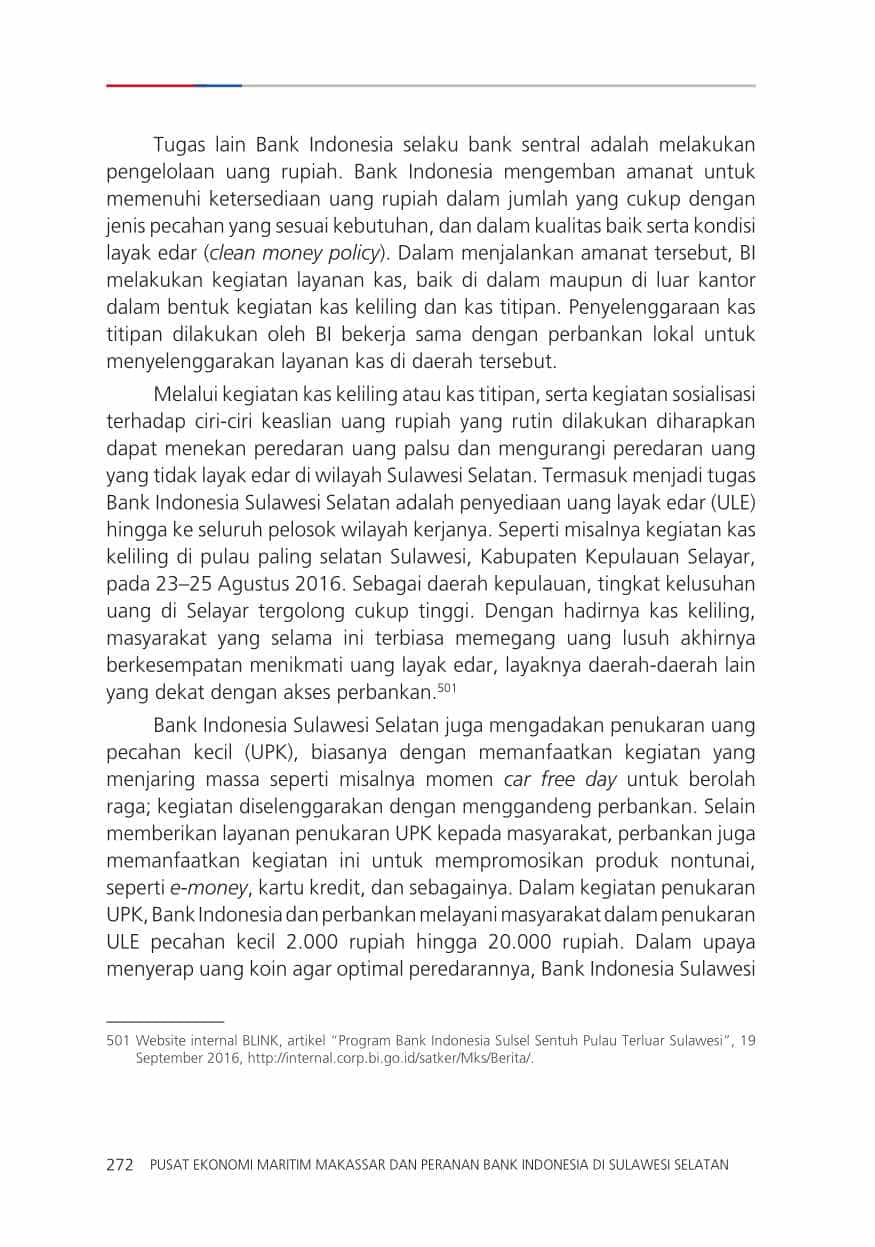 Tugas lain Bank Indonesia selaku bank sentral adalah melakukan
pengelolaan uang rupiah. Bank Indonesia mengemban amanat untuk
memenuhi ketersediaan uang rupiah dalam jumlah yang cukup dengan
jenis pecahan yang sesuai kebutuhan, dan dalam kualitas baik serta kondisi
layak edar (clean money policy). Dalam menjalankan amanat tersebut, BI
melakukan kegiatan layanan kas, baik di dalam maupun di luar kantor
dalam bentuk kegiatan kas keliling dan kas titipan. Penyelenggaraan kas
titipan dilakukan oleh BI bekerja sama dengan perbankan lokal untuk
menyelenggarakan layanan kas di daerah tersebut.
Melalui kegiatan kas keliling atau kas titipan, serta kegiatan sosialisasi
terhadap ciri-ciri keaslian uang rupiah yang rutin dilakukan diharapkan
dapat menekan peredaran uang palsu dan mengurangi peredaran uang
yang tidak layak edar di wilayah Sulawesi Selatan. Termasuk menjadi tugas
Bank Indonesia Sulawesi Selatan adalah penyediaan uang layak edar (ULE)
hingga ke seluruh pelosok wilayah kerjanya. Seperti misalnya kegiatan kas
keliling di pulau paling selatan Sulawesi, Kabupaten Kepulauan Selayar,
pada 23–25 Agustus 2016. Sebagai daerah kepulauan, tingkat kelusuhan
uang di Selayar tergolong cukup tinggi. Dengan hadirnya kas keliling,
masyarakat yang selama ini terbiasa memegang uang lusuh akhirnya
berkesempatan menikmati uang layak edar, layaknya daerah-daerah lain
yang dekat dengan akses perbankan.501
Bank Indonesia Sulawesi Selatan juga mengadakan penukaran uang
pecahan kecil (UPK), biasanya dengan memanfaatkan kegiatan yang
menjaring massa seperti misalnya momen car free day untuk berolah
raga; kegiatan diselenggarakan dengan menggandeng perbankan. Selain
memberikan layanan penukaran UPK kepada masyarakat, perbankan juga
memanfaatkan kegiatan ini untuk mempromosikan produk nontunai,
seperti e-money, kartu kredit, dan sebagainya. Dalam kegiatan penukaran
UPK, Bank Indonesia dan perbankan melayani masyarakat dalam penukaran
ULE pecahan kecil 2.000 rupiah hingga 20.000 rupiah. Dalam upaya
menyerap uang koin agar optimal peredarannya, Bank Indonesia Sulawesi
501 Website internal BLINK, artikel “Program Bank Indonesia Sulsel Sentuh Pulau Terluar Sulawesi”, 19
September 2016, http://internal.corp.bi.go.id/satker/Mks/Berita/.
272 PUSAT EKONOMI MARITIM MAKASSAR DAN PERANAN BANK INDONESIA DI SULAWESI SELATAN